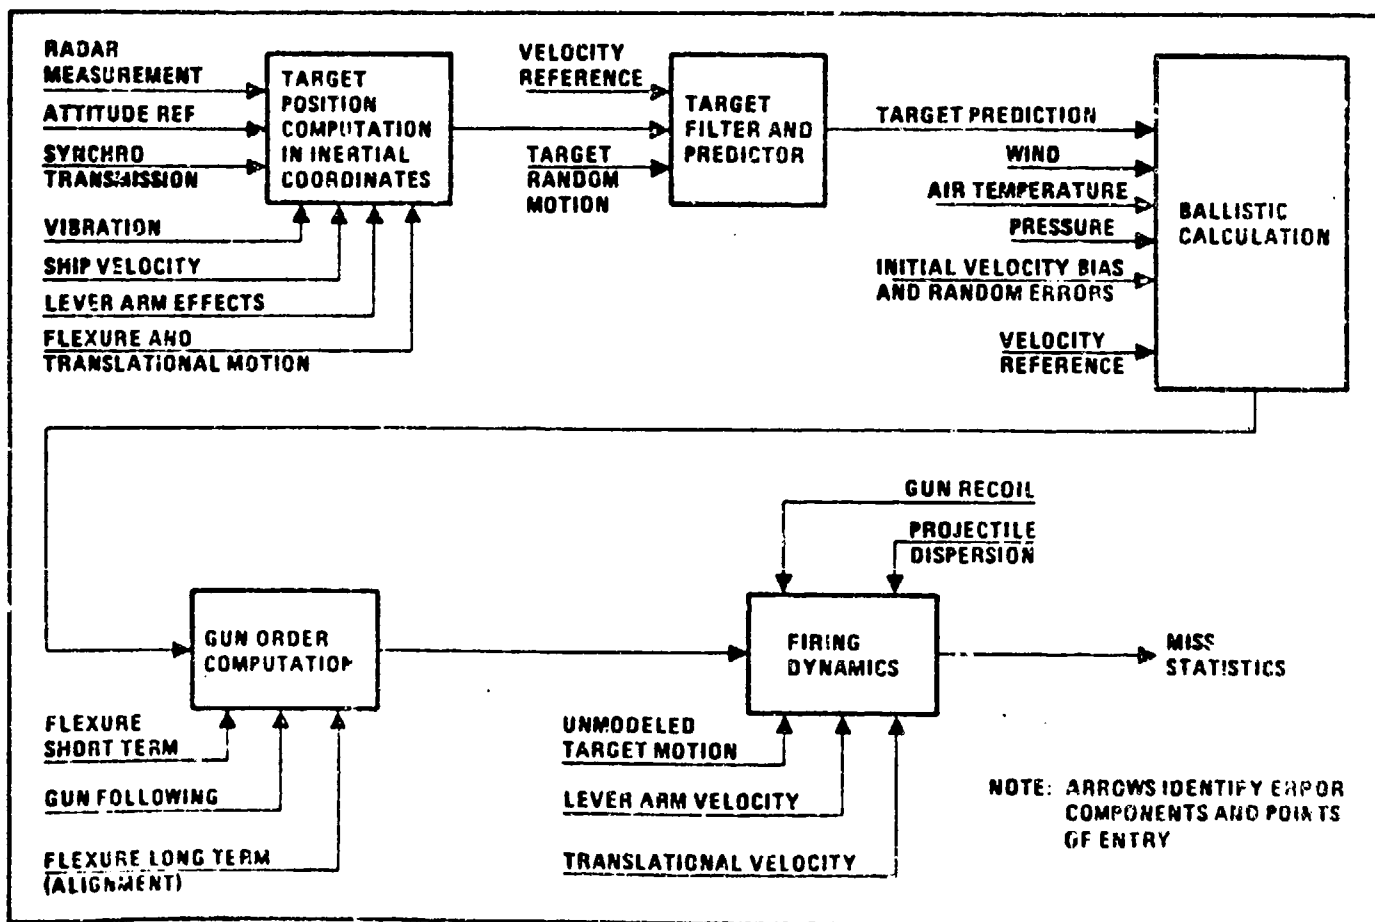 RADAR
MEASUREMENT
ATTITUDE REF
SYNCHRO
TRANSMISSION
VIBRATION
SHIP VELOCITY
LEVER ARM EFFECTS
FLEXURE AND
TRANSLATIONAL MOTION
TARGET
POSITION
COMPUTATION
IN INERTIAL
COORDINATES
VELOCITY
REFERENCE
TARGET
RANDOM
MOTION
TARGET
FILTER AND
PREDICTOR
TARGET PREDICTION
WIND
AIR TEMPERATURE
PRESSURE
INITIAL VELOCITY BIAS
AND RANDOM ERRORS
VELOCITY
REFERENCE
BALLISTIC
CALCULATION
GUN ORDER
COMPUTATION
FLEXURE
SHORT TERM
GUN FOLLOWING
FLEXURE LONG TERM
(ALIGNMENT)
GUN RECOIL
PROJECTILE
DISPERSION
FIRING
DYNAMICS
UNMODELED
TARGET MOTION
LEVER ARM VELOCITY
TRANSLATIONAL VELOCITY
MISS
STATISTICS
NOTE: ARROWS IDENTIFY ERROR
COMPONENTS AND POINTS
OF ENTRY